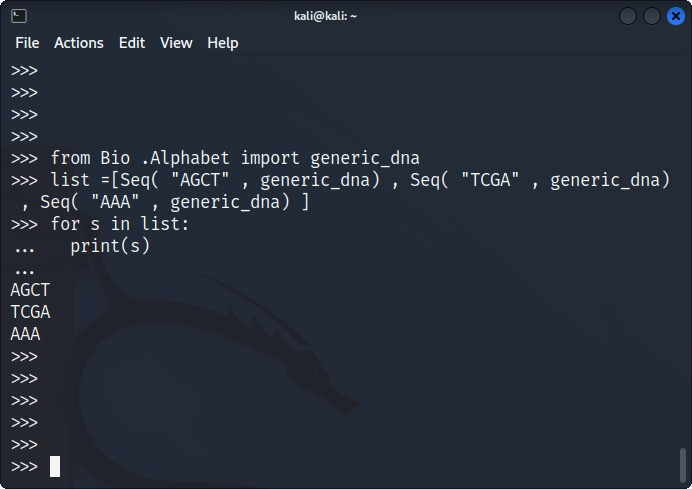 kali@kali: ~
File Actions Edit View Help
>>>
>>>
>>>
>>>
>>> from Bio .Alphabet import generic_dna
>>> list =[Seq( "AGCT" , generic_dna) , Seq( "TCGA" , generic_dna)
 , Seq( "AAA" , generic_dna) ]
>>> for s in list:
...   print(s)
...
AGCT
TCGA
AAA
>>>
>>>
>>>
>>>
>>>
>>>